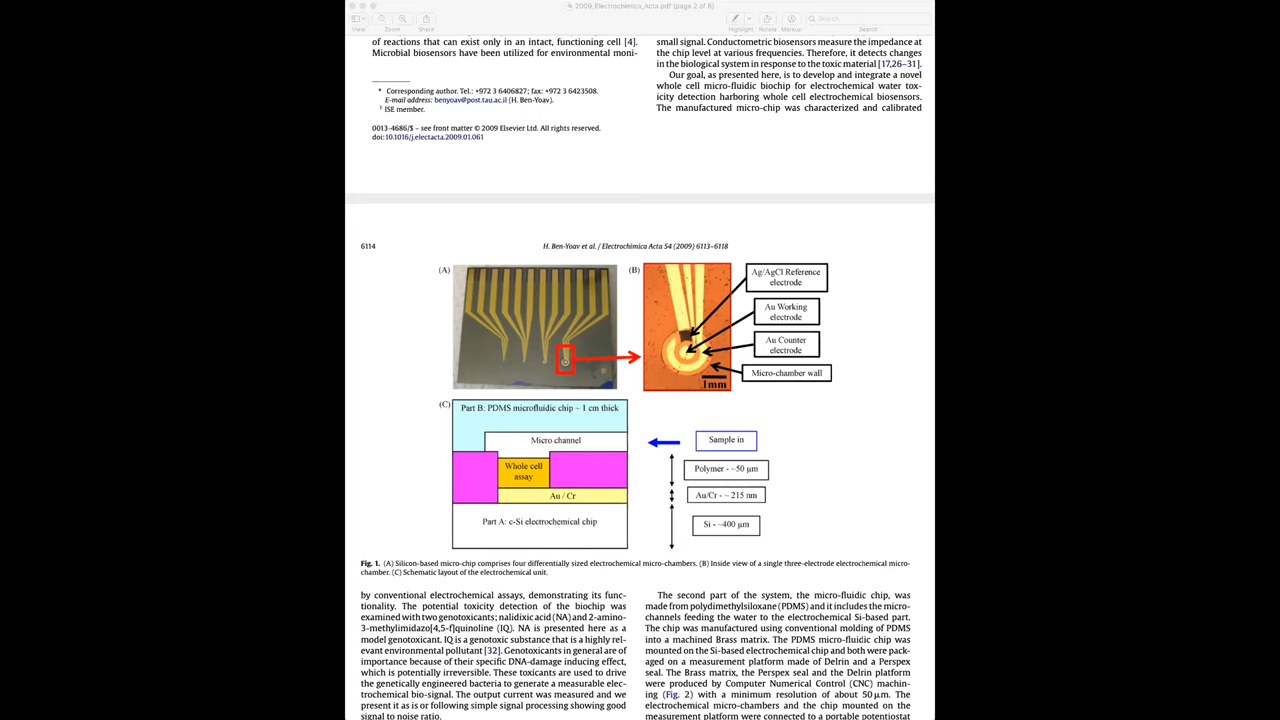 2009_Electrochimica_Acta.pdf (page 2 of 6)
View
Zoom
Share
Highlight
Rotate
Markup
Search
Search
of reactions that can exist only in an intact, functioning cell [4].
Microbial biosensors have been utilized for environmental moni-
* Corresponding author. Tel.: +972 3 6406827; fax: +972 3 6423508.
E-mail address: benyoav@post.tau.ac.il (H. Ben-Yoav).
¹ ISE member.
0013-4686/$ – see front matter © 2009 Elsevier Ltd. All rights reserved.
doi:10.1016/j.electacta.2009.01.061
small signal. Conductometric biosensors measure the impedance at
the chip level at various frequencies. Therefore, it detects changes
in the biological system in response to the toxic material [17,26–31].
Our goal, as presented here, is to develop and integrate a novel
whole cell micro-fluidic biochip for electrochemical water tox-
icity detection harboring whole cell electrochemical biosensors.
The manufactured micro-chip was characterized and calibrated
6114
H. Ben-Yoav et al. / Electrochimica Acta 54 (2009) 6113–6118
(A)
(B)
Ag/AgCl Reference
electrode
Au Working
electrode
Au Counter
electrode
Micro-chamber wall
1mm
(C)
Part B: PDMS microfluidic chip ~ 1 cm thick
Micro channel
Sample in
Whole cell
assay
Polymer - ~50 μm
Au / Cr
Au/Cr - ~ 215 nm
Part A: c-Si electrochemical chip
Si - ~400 μm
Fig. 1. (A) Silicon-based micro-chip comprises four differentially sized electrochemical micro-chambers. (B) Inside view of a single three-electrode electrochemical micro-
chamber. (C) Schematic layout of the electrochemical unit.
by conventional electrochemical assays, demonstrating its func-
tionality. The potential toxicity detection of the biochip was
examined with two genotoxicants; nalidixic acid (NA) and 2-amino-
3-methylimidazo[4,5-f]quinoline (IQ). NA is presented here as a
model genotoxicant. IQ is a genotoxic substance that is a highly rel-
evant environmental pollutant [32]. Genotoxicants in general are of
importance because of their specific DNA-damage inducing effect,
which is potentially irreversible. These toxicants are used to drive
the genetically engineered bacteria to generate a measurable elec-
trochemical bio-signal. The output current was measured and we
present it as is or following simple signal processing showing good
signal to noise ratio.
The second part of the system, the micro-fluidic chip, was
made from polydimethylsiloxane (PDMS) and it includes the micro-
channels feeding the water to the electrochemical Si-based part.
The chip was manufactured using conventional molding of PDMS
into a machined Brass matrix. The PDMS micro-fluidic chip was
mounted on the Si-based electrochemical chip and both were pack-
aged on a measurement platform made of Delrin and a Perspex
seal. The Brass matrix, the Perspex seal and the Delrin platform
were produced by Computer Numerical Control (CNC) machin-
ing (Fig. 2) with a minimum resolution of about 50 μm. The
electrochemical micro-chambers and the chip mounted on the
measurement platform were connected to a portable potentiostat